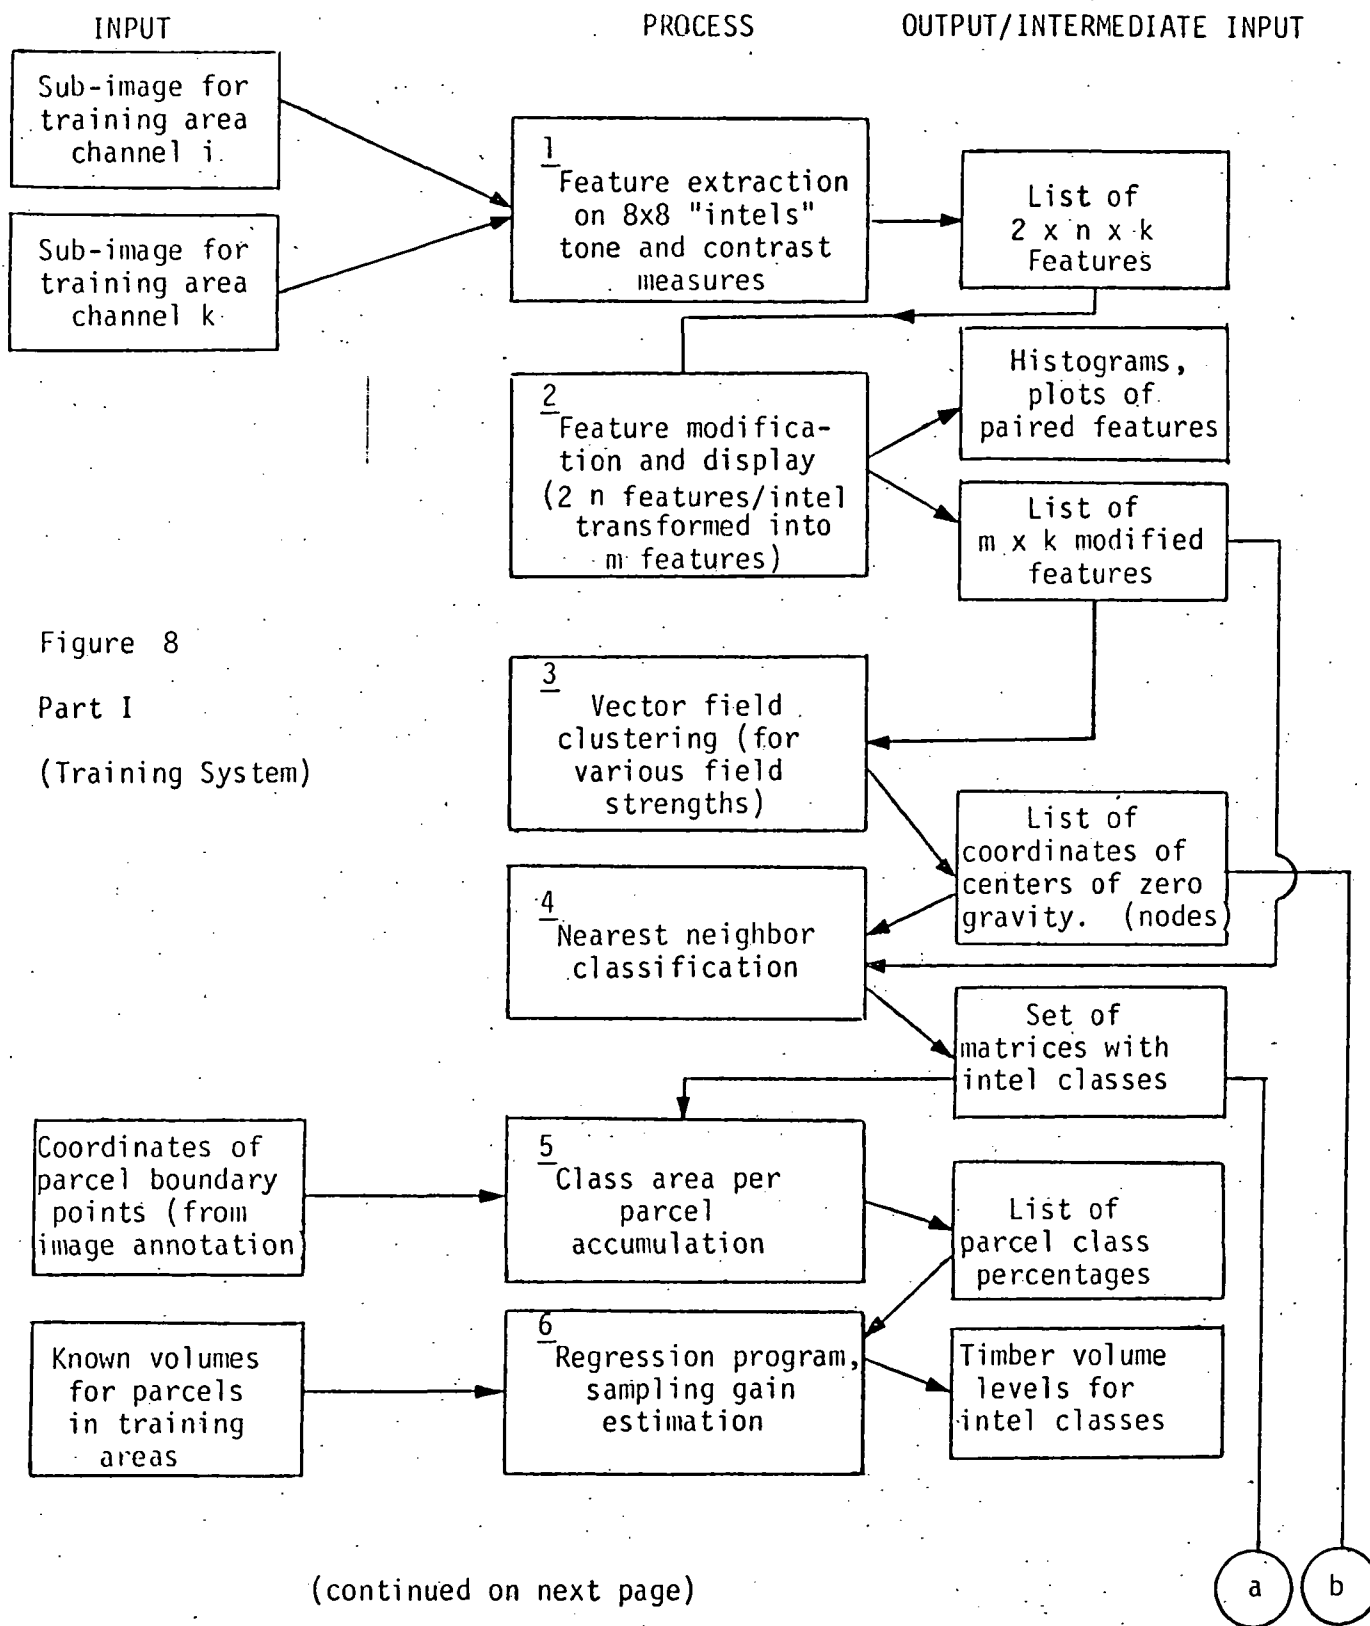 INPUT
PROCESS
OUTPUT/INTERMEDIATE INPUT
Sub-image for
training area
channel i
Sub-image for
training area
channel k
1
Feature extraction
on 8x8 "intels"
tone and contrast
measures
List of
2 x n x k
Features
2
Feature modifica-
tion and display
(2 n features/intel
transformed into
m features)
Histograms,
plots of
paired features
List of
m x k modified
features
Figure 8
Part I
(Training System)
3
Vector field
clustering (for
various field
strengths)
List of
coordinates of
centers of zero
gravity. (nodes)
4
Nearest neighbor
classification
Set of
matrices with
intel classes
Coordinates of
parcel boundary
points (from
image annotation)
5
Class area per
parcel
accumulation
List of
parcel class
percentages
Known volumes
for parcels
in training
areas
6
Regression program,
sampling gain
estimation
Timber volume
levels for
intel classes
(continued on next page)
a
b